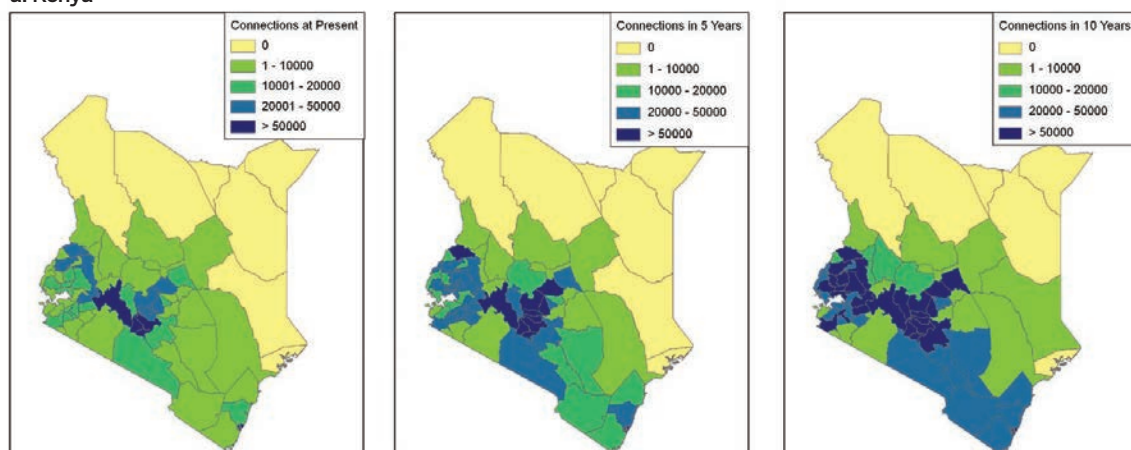 a. Kenya
Connections at Present
0
1 - 10000
10001 - 20000
20001 - 50000
> 50000
Connections in 5 Years
0
1 - 10000
10000 - 20000
20000 - 50000
> 50000
Connections in 10 Years
0
1 - 10000
10000 - 20000
20000 - 50000
> 50000